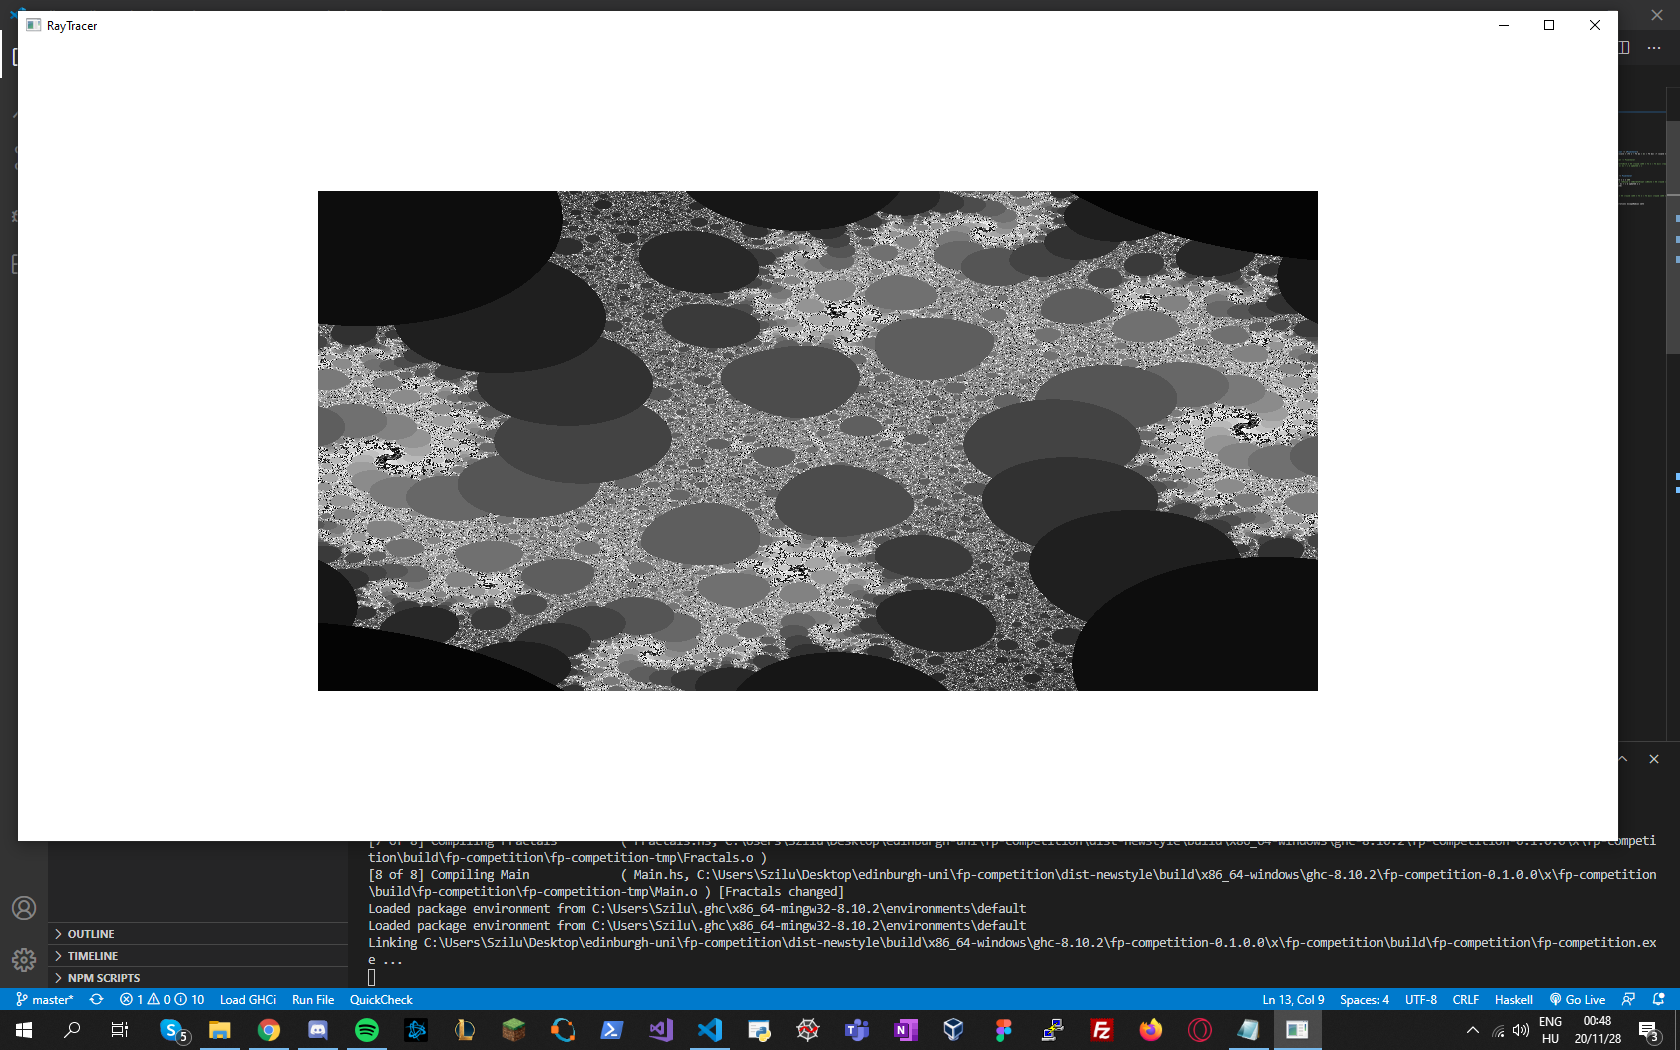 RayTracer
[7 of 8] Compiling Fractals ( Fractals.hs, C:\Users\Szilu\Desktop\edinburgh-uni\fp-competition\dist-newstyle\build\x86_64-windows\ghc-8.10.2\fp-competition-0.1.0.0\x\fp-competi
tion\build\fp-competition\fp-competition-tmp\Fractals.o )
[8 of 8] Compiling Main ( Main.hs, C:\Users\Szilu\Desktop\edinburgh-uni\fp-competition\dist-newstyle\build\x86_64-windows\ghc-8.10.2\fp-competition-0.1.0.0\x\fp-competition
\build\fp-competition\fp-competition-tmp\Main.o ) [Fractals changed]
Loaded package environment from C:\Users\Szilu\.ghc\x86_64-mingw32-8.10.2\environments\default
Loaded package environment from C:\Users\Szilu\.ghc\x86_64-mingw32-8.10.2\environments\default
Linking C:\Users\Szilu\Desktop\edinburgh-uni\fp-competition\dist-newstyle\build\x86_64-windows\ghc-8.10.2\fp-competition-0.1.0.0\x\fp-competition\build\fp-competition\fp-competition.ex
e ...
OUTLINE
TIMELINE
NPM SCRIPTS
master* 1 0 10 Load GHCi Run File QuickCheck Ln 13, Col 9 Spaces: 4 UTF-8 CRLF Haskell Go Live
5 ENG 00:48
HU 20/11/28 3